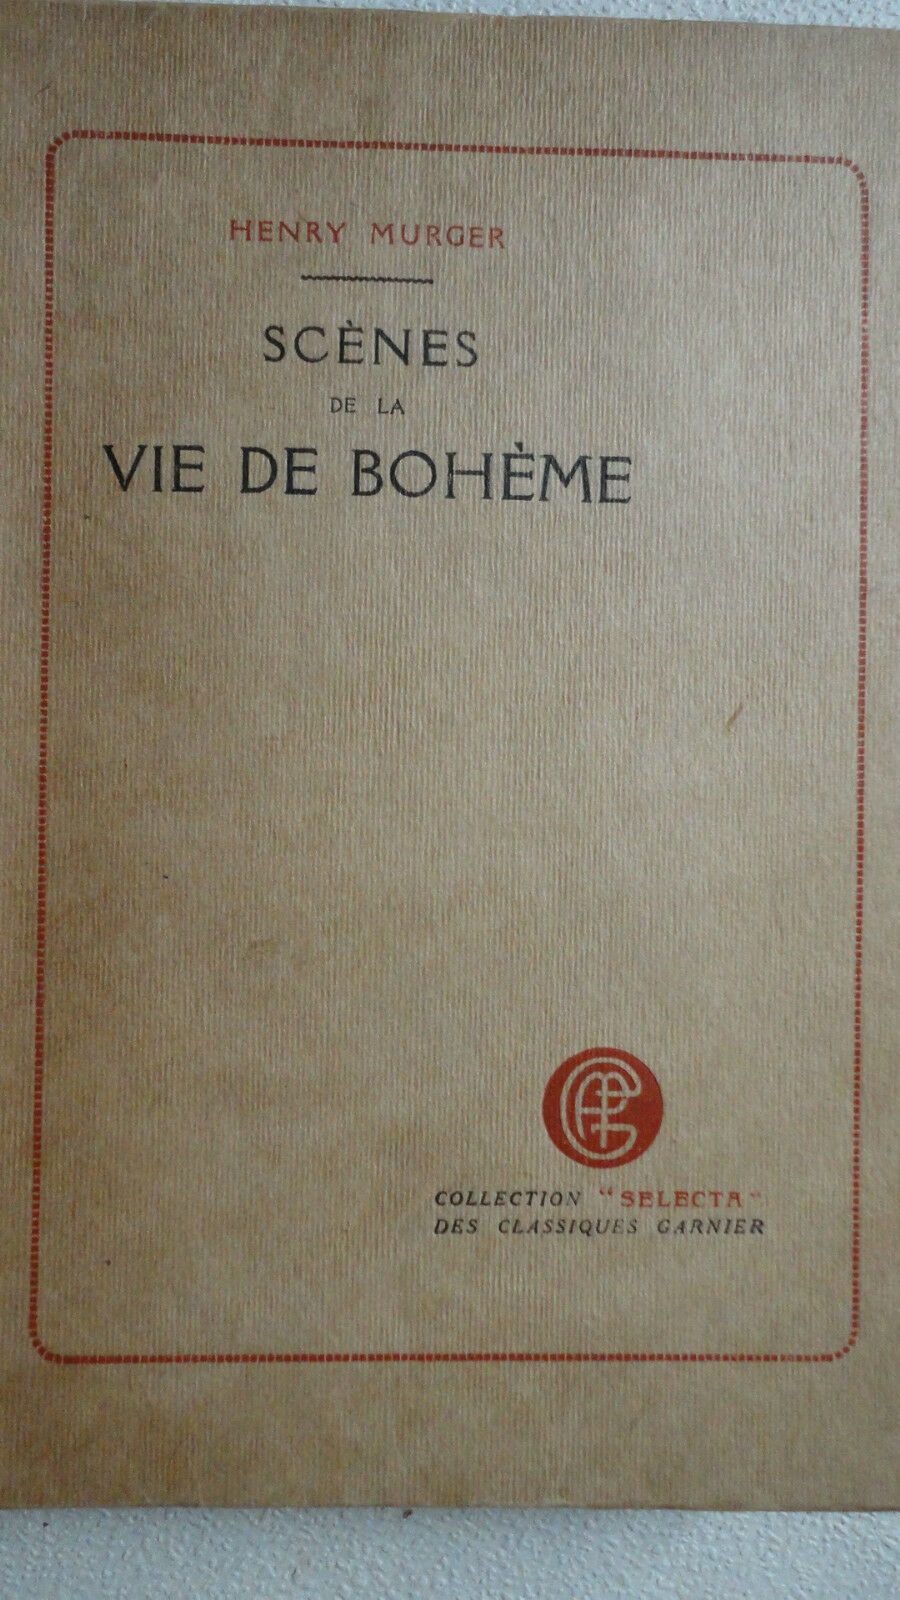 HENRY MURGER
SCÈNES
DE LA
VIE DE BOHÈME
COLLECTION "SELECTA"
DES CLASSIQUES GARNIER